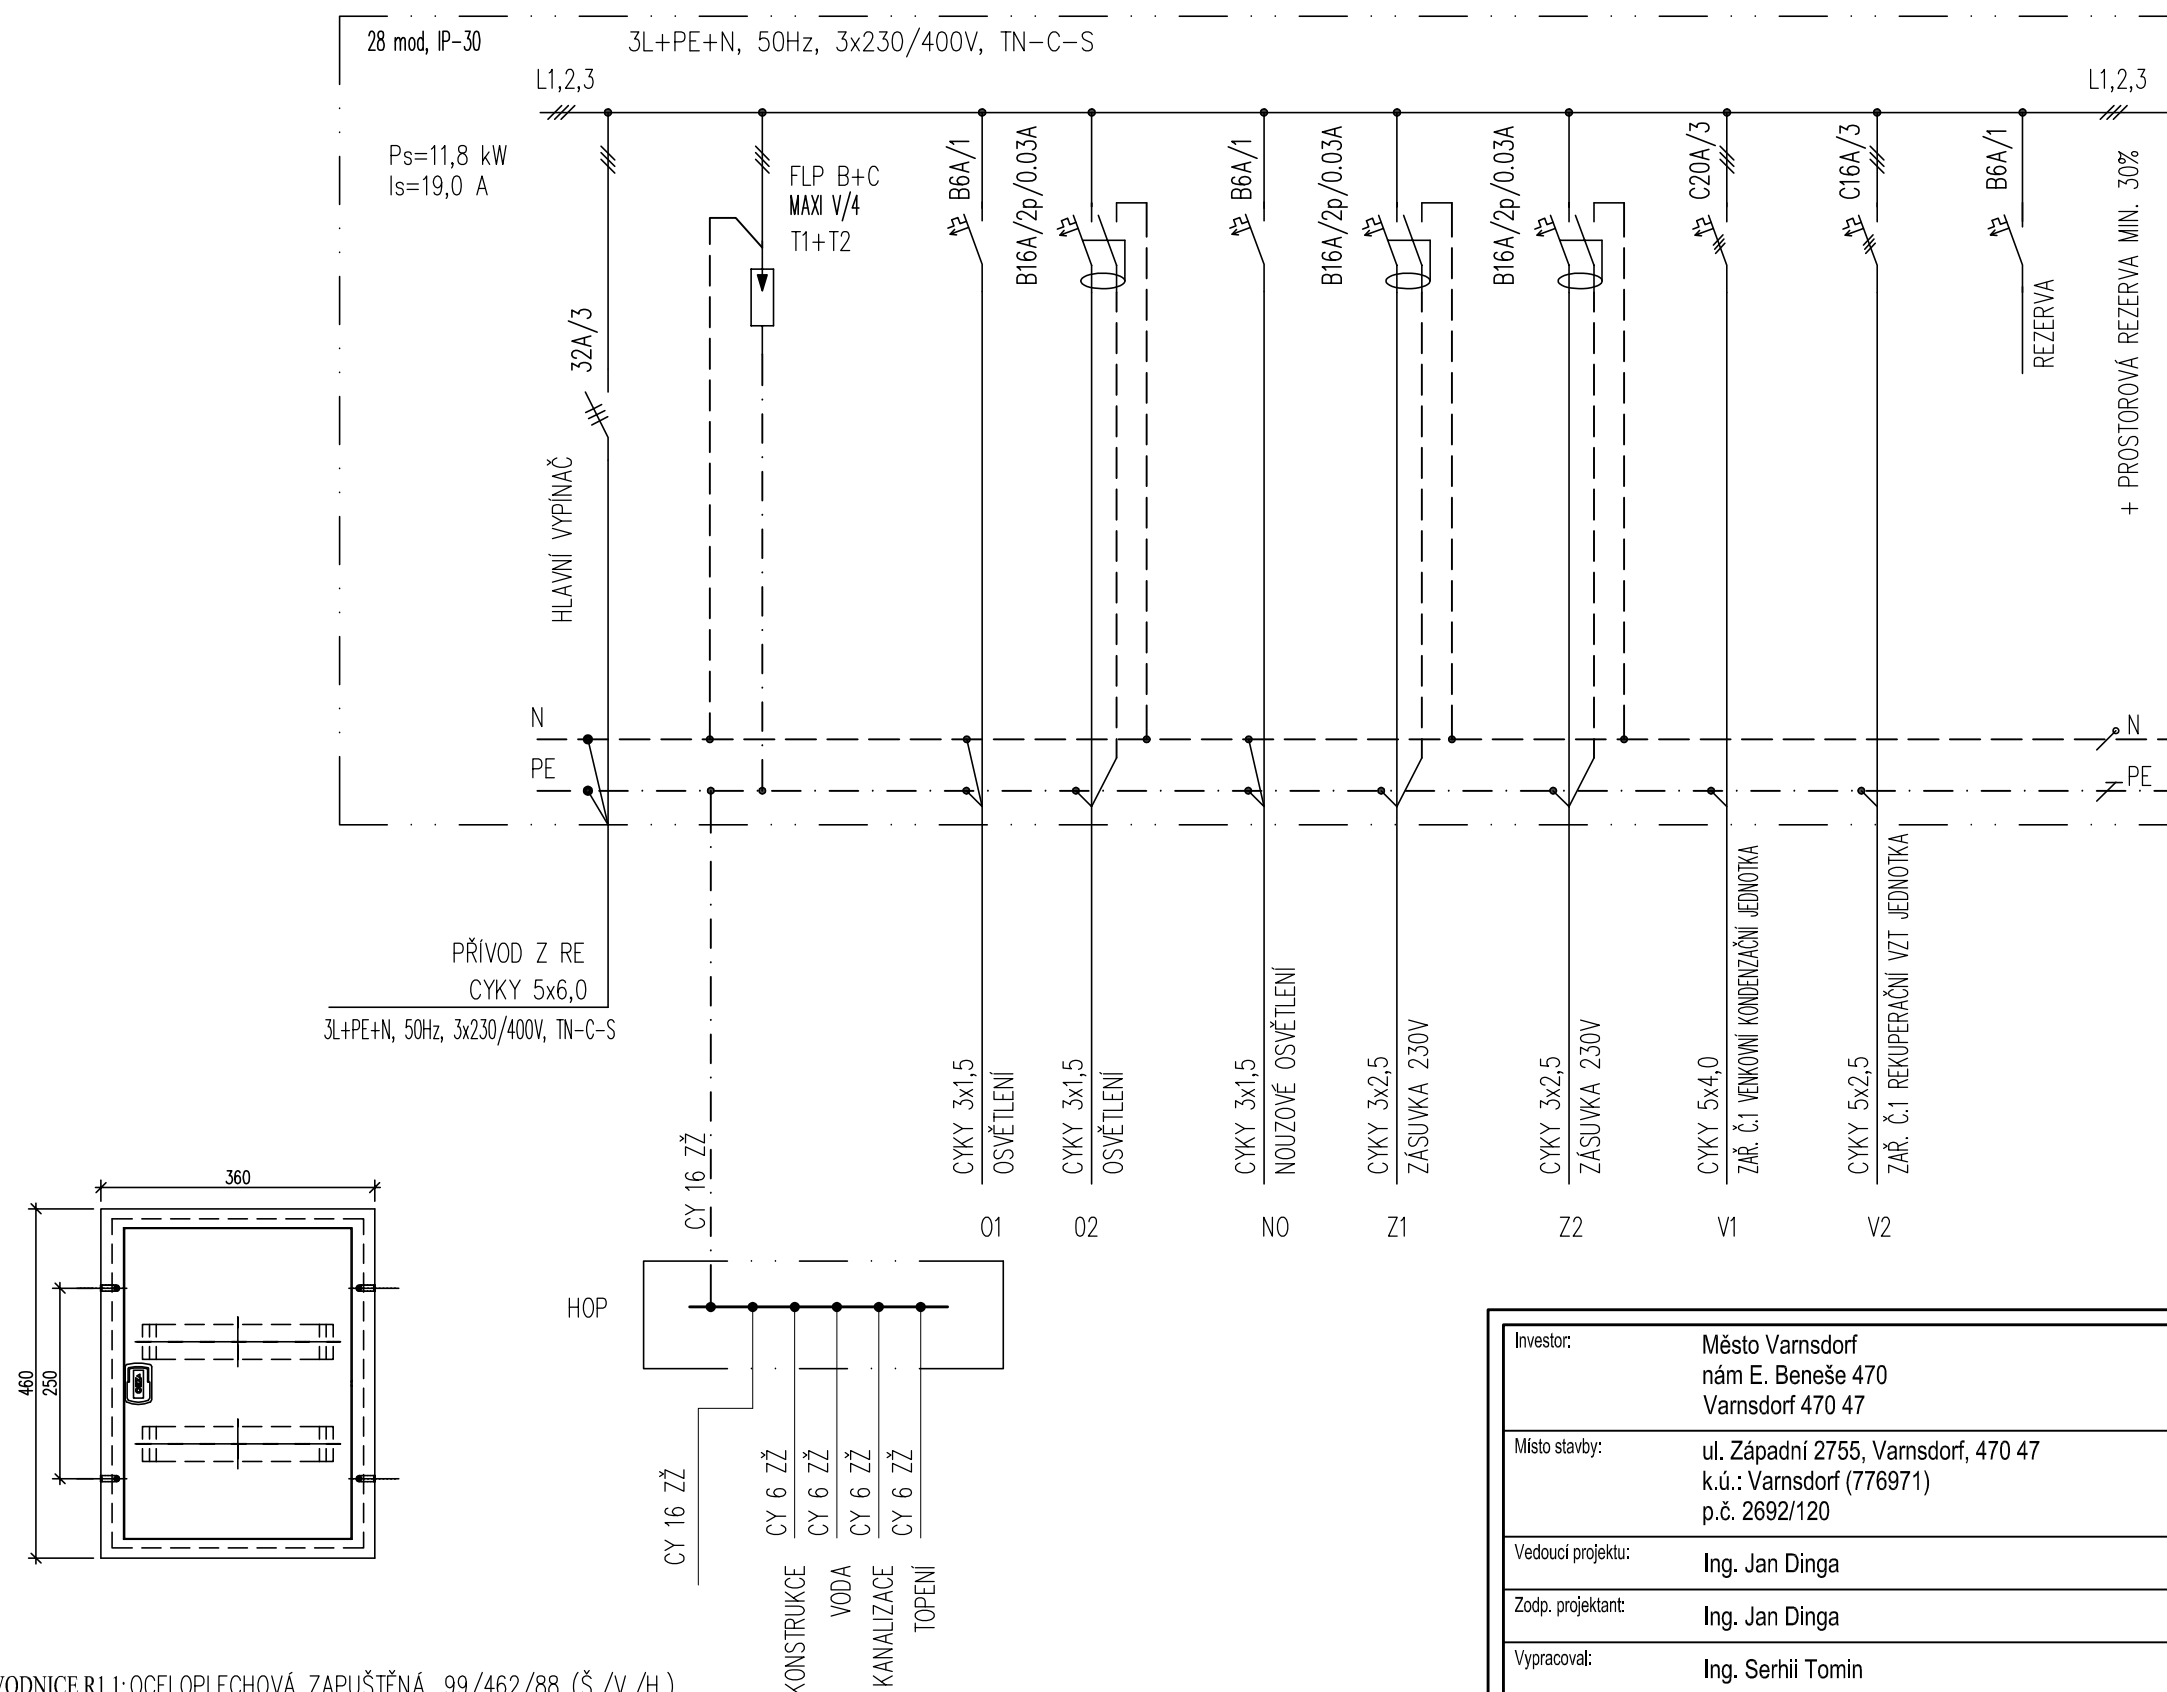 28 mod, IP-30
3L+PE+N, 50Hz, 3x230/400V, TN-C-S
L1,2,3
L1,2,3
Ps=11,8 kW
Is=19,0 A
FLP B+C
MAXI V/4
T1+T2
32A/3
HLAVNÍ VYPÍNAČ
B6A/1
B16A/2p/0.03A
B6A/1
B16A/2p/0.03A
B16A/2p/0.03A
C20A/3
C16A/3
B6A/1
REZERVA
+ PROSTOROVÁ REZERVA MIN. 30%
N
PE
N
PE
PŘÍVOD Z RE
CYKY 5x6,0
3L+PE+N, 50Hz, 3x230/400V, TN-C-S
CY 16 ZŽ
CYKY 3x1,5
OSVĚTLENÍ
CYKY 3x1,5
OSVĚTLENÍ
CYKY 3x1,5
NOUZOVÉ OSVĚTLENÍ
CYKY 3x2,5
ZÁSUVKA 230V
CYKY 3x2,5
ZÁSUVKA 230V
CYKY 5x4,0
ZAŘ. Č.1 VENKOVNÍ KONDENZAČNÍ JEDNOTKA
CYKY 5x2,5
ZAŘ. Č.1 REKUPERAČNÍ VZT JEDNOTKA
O1
O2
NO
Z1
Z2
V1
V2
360
460
250
HOP
CY 16 ZŽ
CY 6 ZŽ
CY 6 ZŽ
CY 6 ZŽ
CY 6 ZŽ
KONSTRUKCE
VODA
KANALIZACE
TOPENÍ
Investor:
Město Varnsdorf
nám E. Beneše 470
Varnsdorf 470 47
Místo stavby:
ul. Západní 2755, Varnsdorf, 470 47
k.ú.: Varnsdorf (776971)
p.č. 2692/120
Vedoucí projektu:
Ing. Jan Dinga
Zodp. projektant:
Ing. Jan Dinga
Vypracoval:
Ing. Serhii Tomin
VODNICE R1.1: OCELOPLECHOVÁ ZAPUŠTĚNÁ 99/462/88 (Š./V./H.)